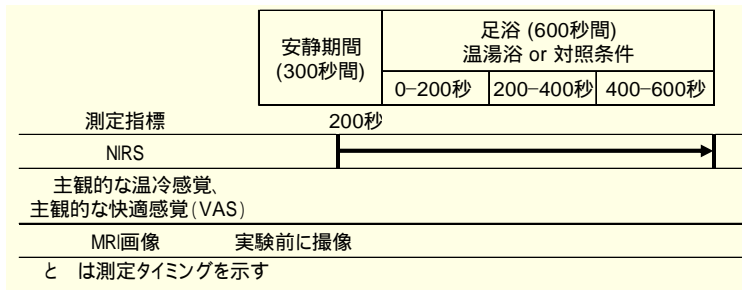 安静期間
(300秒間)
足浴 (600秒間)
温湯浴 or 対照条件
0−200秒 200−400秒 400−600秒
測定指標 200秒
NIRS
主観的な温冷感覚、
主観的な快適感覚(VAS)
MRI画像 実験前に撮像
と は測定タイミングを示す